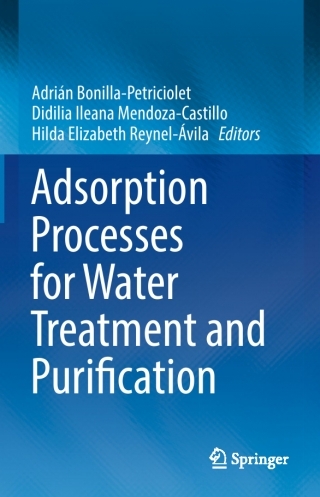 Adrián Bonilla-Petriciolet
Didilia Ileana Mendoza-Castillo
Hilda Elizabeth Reynel-Ávila Editors
Adsorption
Processes
for Water
Treatment and
Purification
Springer